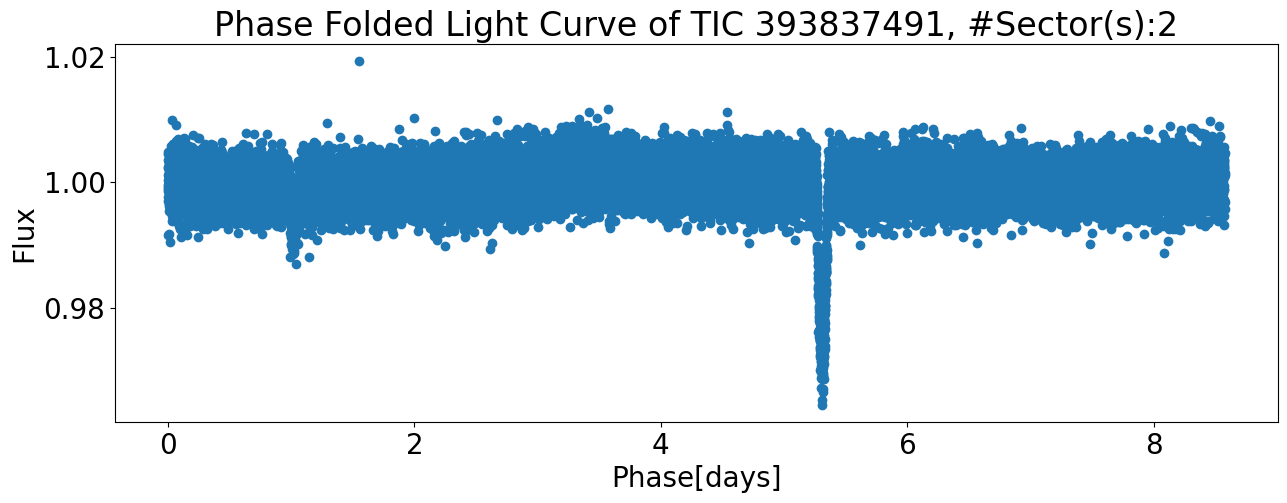 Phase Folded Light Curve of TIC 393837491, #Sector(s):2
1.02
1.00
0.98
Flux
0 2 4 6 8
Phase[days]